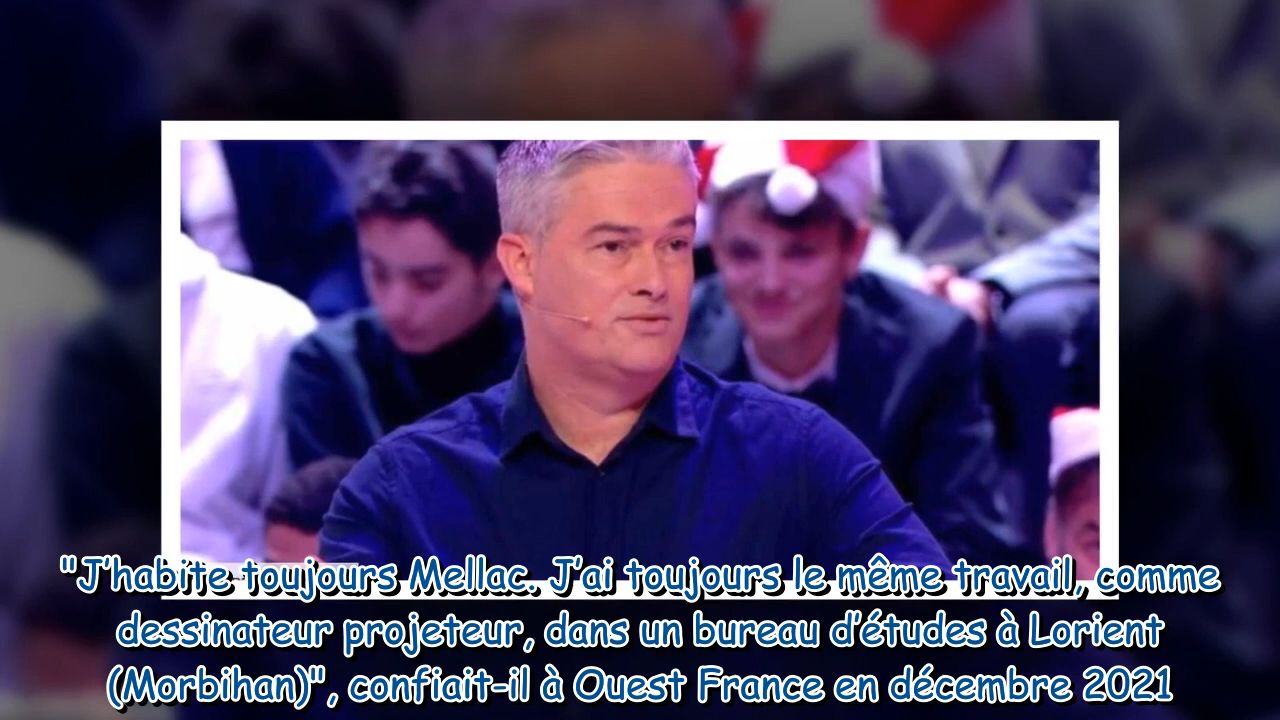 "J’habite toujours Mellac. J’ai toujours le même travail, comme
dessinateur projeteur, dans un bureau d’études à Lorient
(Morbihan)", confiait-il à Ouest France en décembre 2021